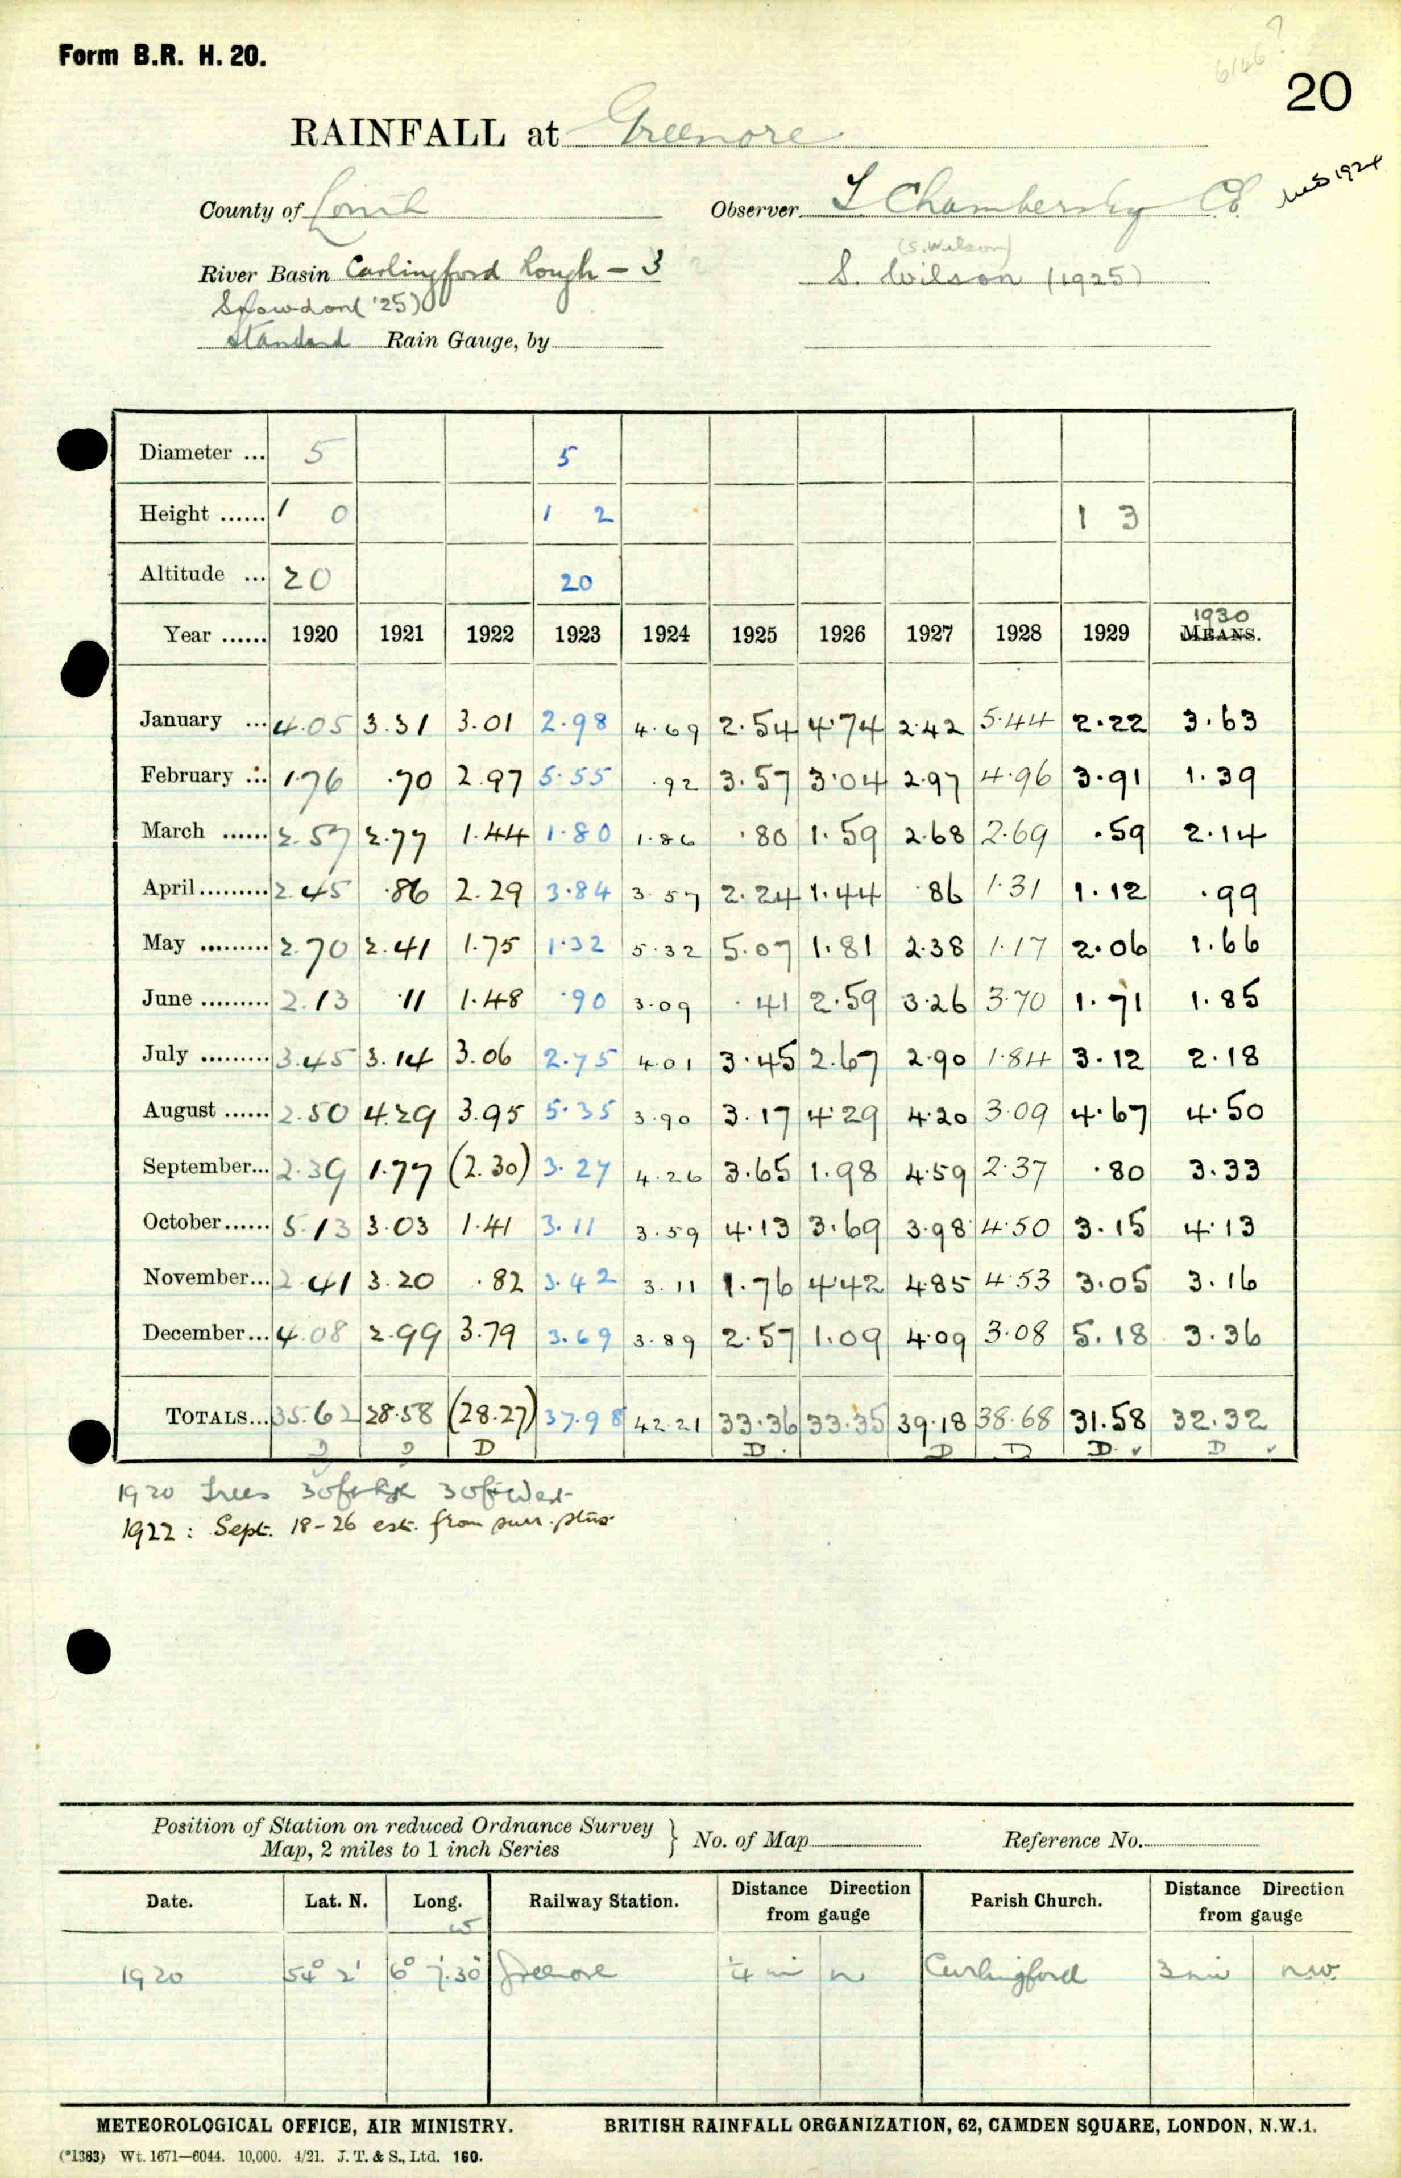 Form B.R. H. 20.
6146 ?
20
RAINFALL at Greenore
County of Louth Observer T Chambers Esq CE
River Basin Carlingford Lough - 3 S. Wilson (1925)
(S. Wilson)
Snowdon ('25)
Standard Rain Gauge, by
Diameter ... 5 5
Height ...... 1 0 1 2 1 3
Altitude ... 20 20
Year ...... 1920 1921 1922 1923 1924 1925 1926 1927 1928 1929 1930 MEANS.
January ... 4.05 3.31 3.01 2.98 4.69 2.54 4.74 2.42 5.44 2.22 3.63
February ... 1.76 .70 2.97 5.55 .92 3.57 3.04 2.97 4.96 3.91 1.39
March ...... 2.57 2.77 1.44 1.80 1.86 .80 1.59 2.68 2.69 .59 2.14
April ......... 2.45 .86 2.29 3.84 3.57 2.24 1.44 .86 1.31 1.12 .99
May ......... 2.70 2.41 1.75 1.32 5.32 5.07 1.81 2.38 1.17 2.06 1.66
June ......... 2.13 .11 1.48 .90 3.09 .41 2.59 3.26 3.70 1.71 1.85
July ......... 3.45 3.14 3.06 2.75 4.01 3.45 2.67 2.90 1.84 3.12 2.18
August ...... 2.50 4.29 3.95 5.35 3.90 3.17 4.29 4.20 3.09 4.67 4.50
September... 2.39 1.77 (2.30) 3.27 4.26 3.65 1.98 4.59 2.37 .80 3.33
October ...... 5.13 3.03 1.41 3.11 3.59 4.13 3.69 3.98 4.50 3.15 4.13
November... 2.41 3.20 .82 3.42 3.11 1.76 4.42 4.85 4.53 3.05 3.16
December... 4.08 2.99 3.79 3.69 3.89 2.57 1.09 4.09 3.08 5.18 3.36
TOTALS... 35.62 28.58 (28.27) 37.98 42.21 33.36 33.35 39.18 38.68 31.58 32.32
D D D D D D D ✓ D ✓
1920 Trees 30ft 30ft West
1922: Sept. 18-26 est. from surr. stns.
Position of Station on reduced Ordnance Survey
Map, 2 miles to 1 inch Series } No. of Map Reference No.
Date. Lat. N. Long. W Railway Station. Distance Direction from gauge Parish Church. Distance Direction from gauge
1920 54° 2' 6° 7'.30" Greenore ¼ mi N Carlingford 3 mi N.W.
METEOROLOGICAL OFFICE, AIR MINISTRY. BRITISH RAINFALL ORGANIZATION, 62, CAMDEN SQUARE, LONDON, N.W.1.
(*1383) Wt. 1671—6044. 10,000. 4/21. J. T. & S., Ltd. 160.